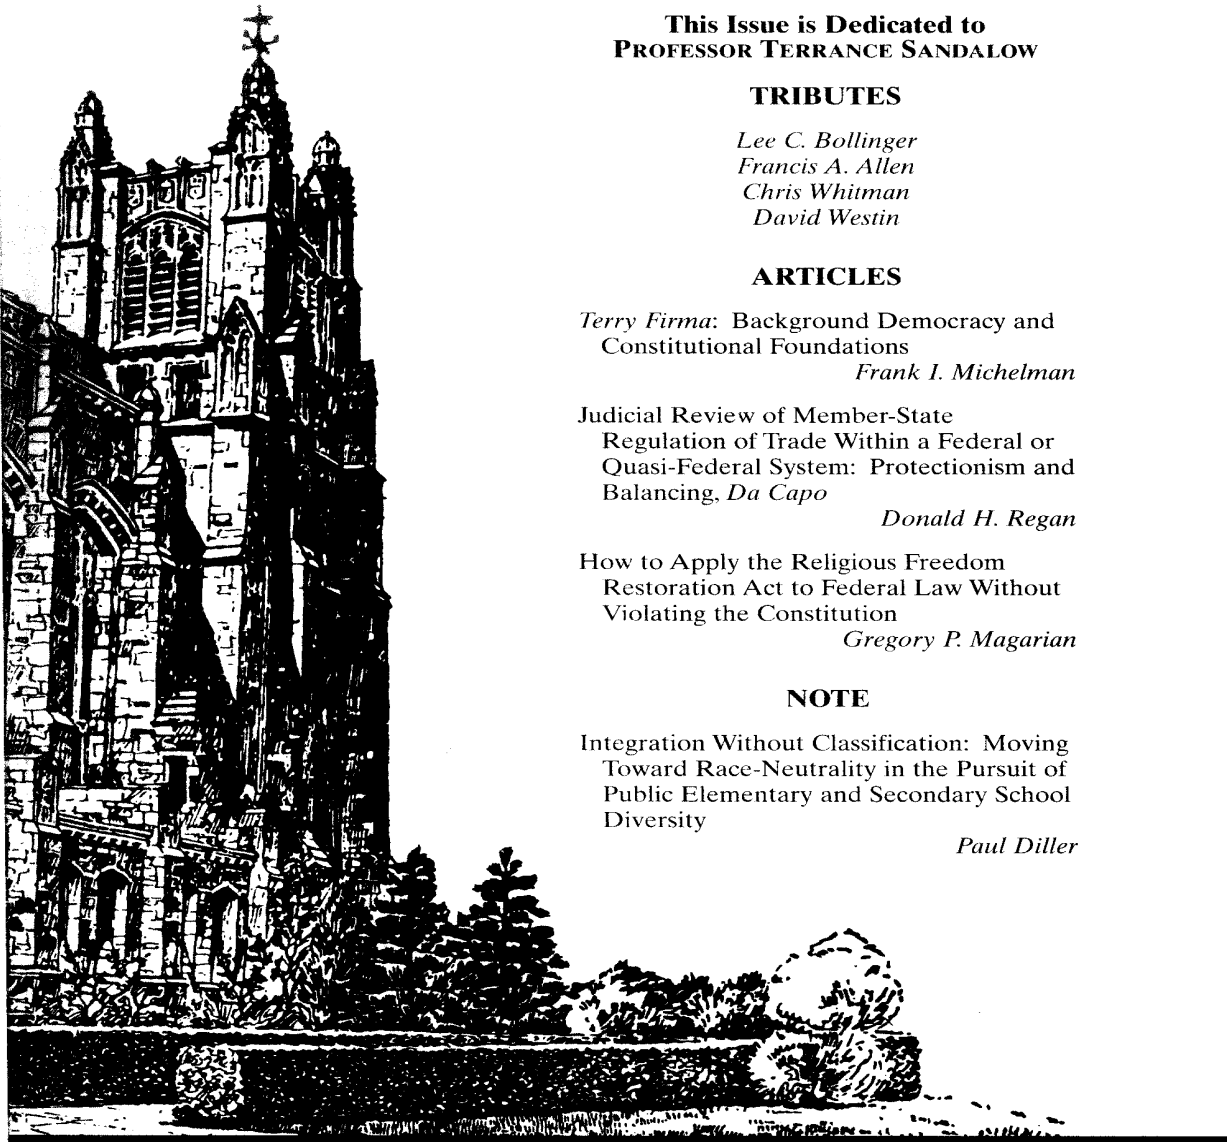 This Issue is Dedicated to
PROFESSOR TERRANCE SANDALOW
TRIBUTES
Lee C. Bollinger
Francis A. Allen
Chris Whitman
David Westin
ARTICLES
Terry Firma: Background Democracy and
Constitutional Foundations
Frank I. Michelman
Judicial Review of Member-State
Regulation of Trade Within a Federal or
Quasi-Federal System: Protectionism and
Balancing, Da Capo
Donald H. Regan
How to Apply the Religious Freedom
Restoration Act to Federal Law Without
Violating the Constitution
Gregory P. Magarian
NOTE
Integration Without Classification: Moving
Toward Race-Neutrality in the Pursuit of
Public Elementary and Secondary School
Diversity
Paul Diller